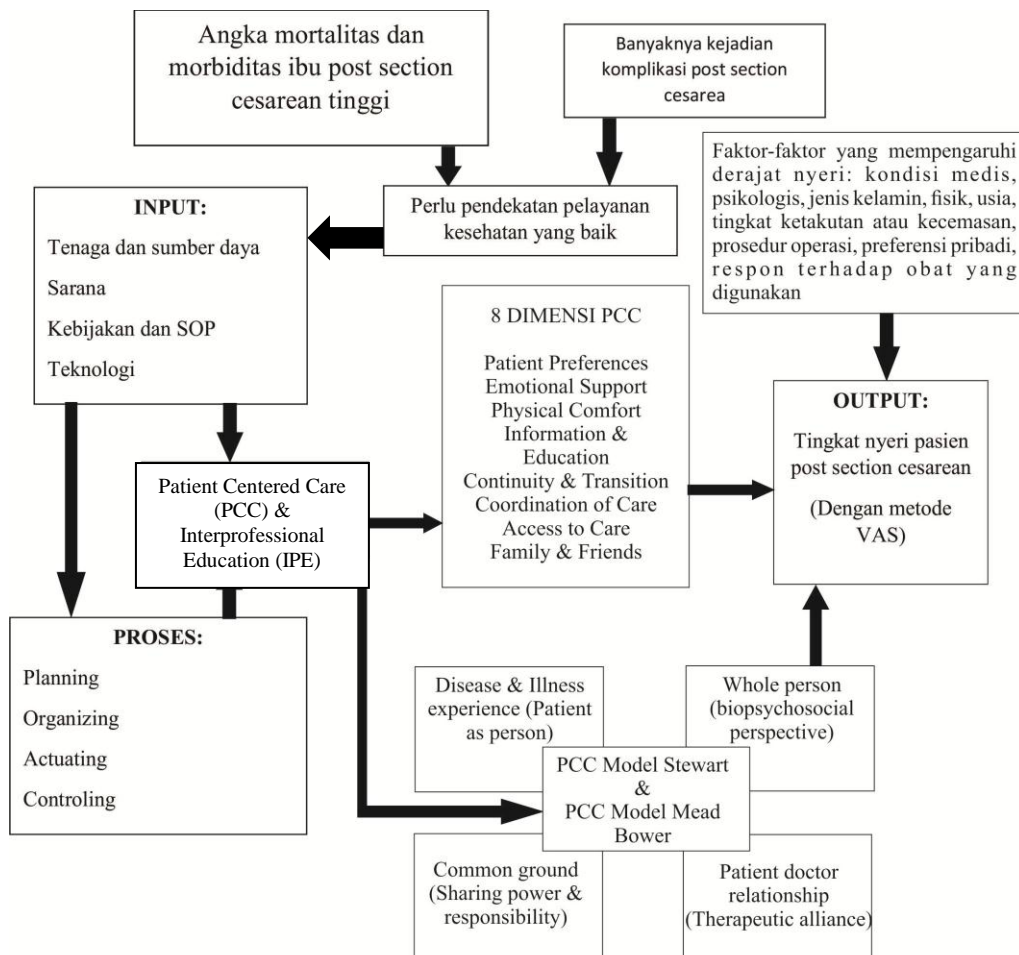 Angka mortalitas dan
morbiditas ibu post section
cesarean tinggi
Banyaknya kejadian
komplikasi post section
cesarea
Faktor-faktor yang mempengaruhi
derajat nyeri: kondisi medis,
psikologis, jenis kelamin, fisik, usia,
tingkat ketakutan atau kecemasan,
prosedur operasi, preferensi pribadi,
respon terhadap obat yang
digunakan
Perlu pendekatan pelayanan
kesehatan yang baik
INPUT:
Tenaga dan sumber daya
Sarana
Kebijakan dan SOP
Teknologi
8 DIMENSI PCC
Patient Preferences
Emotional Support
Physical Comfort
Information &
Education
Continuity & Transition
Coordination of Care
Access to Care
Family & Friends
OUTPUT:
Tingkat nyeri pasien
post section cesarean
(Dengan metode
VAS)
Patient Centered Care
(PCC) &
Interprofessional
Education (IPE)
PROSES:
Planning
Organizing
Actuating
Controling
Disease & Illness
experience (Patient
as person)
Whole person
(biopsychosocial
perspective)
PCC Model Stewart
&
PCC Model Mead
Bower
Common ground
(Sharing power &
responsibility)
Patient doctor
relationship
(Therapeutic alliance)